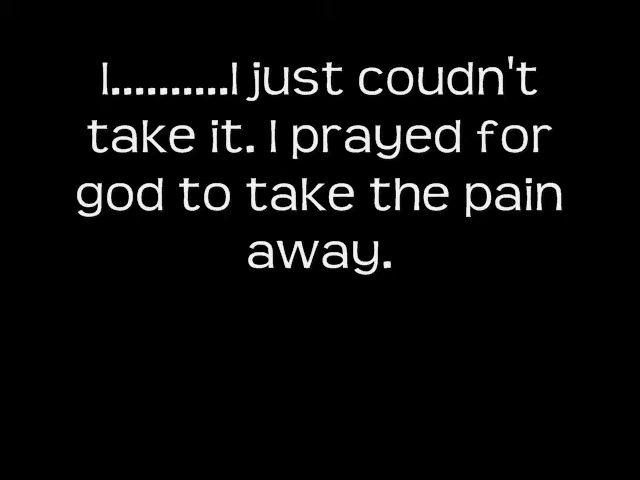 I..........I just coudn't
take it. I prayed for
god to take the pain
away.